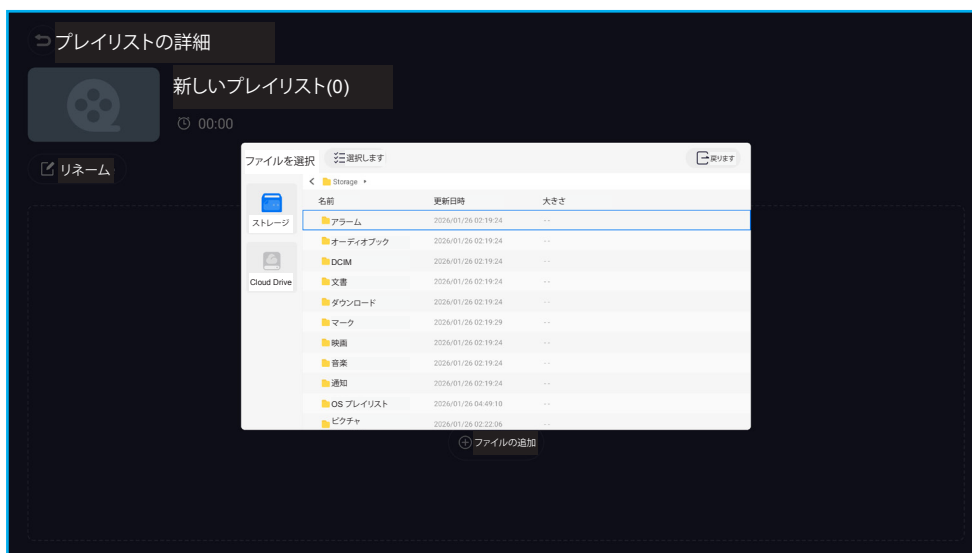 プレイリストの詳細
新しいプレイリスト(0)
00:00
リネーム
ファイルを選択 選択します 戻ります
Storage
名前 更新日時 大きさ
ストレージ
Cloud Drive
アラーム 2026/01/26 02:19:24 --
オーディオブック 2026/01/26 02:19:24 --
DCIM 2026/01/26 02:19:24 --
文書 2026/01/26 02:19:24 --
ダウンロード 2026/01/26 02:19:24 --
マーク 2026/01/26 02:19:29 --
映画 2026/01/26 02:19:24 --
音楽 2026/01/26 02:19:24 --
通知 2026/01/26 02:19:24 --
OS プレイリスト 2026/01/26 04:49:10 --
ピクチャ 2026/01/26 02:22:06 --
ファイルの追加